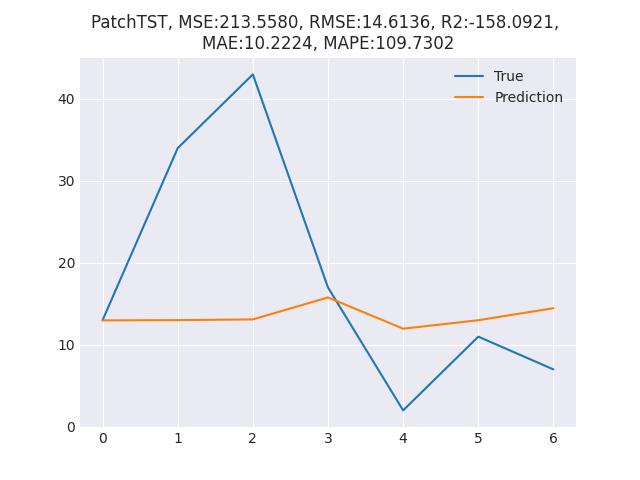 PatchTST, MSE:213.5580, RMSE:14.6136, R2:-158.0921,
MAE:10.2224, MAPE:109.7302
True
Prediction
40
30
20
10
0
0 1 2 3 4 5 6